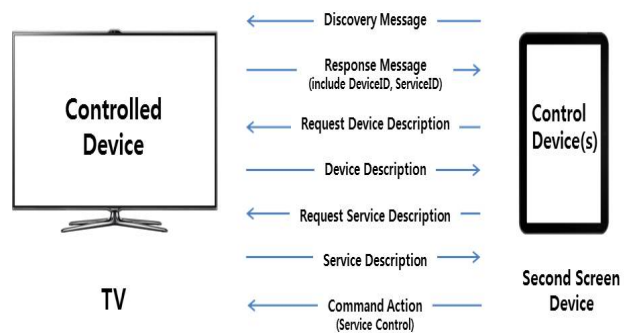 Discovery Message
Response Message
(include DeviceID, ServiceID)
Controlled
Device
Request Device Description
Control
Device(s)
Device Description
Request Service Description
Service Description
Second Screen
Device
TV
Command Action
(Service Control)